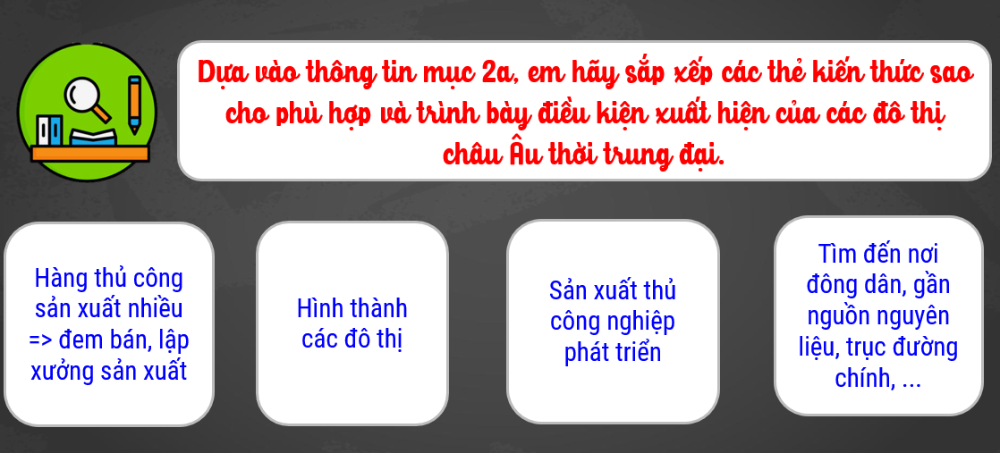 Dựa vào thông tin mục 2a, em hãy sắp xếp các thẻ kiến thức sao
cho phù hợp và trình bày điều kiện xuất hiện của các đô thị
châu Âu thời trung đại.
Hàng thủ công
sản xuất nhiều
=> đem bán, lập
xưởng sản xuất
Hình thành
các đô thị
Sản xuất thủ
công nghiệp
phát triển
Tìm đến nơi
đông dân, gần
nguồn nguyên
liệu, trục đường
chính, ...